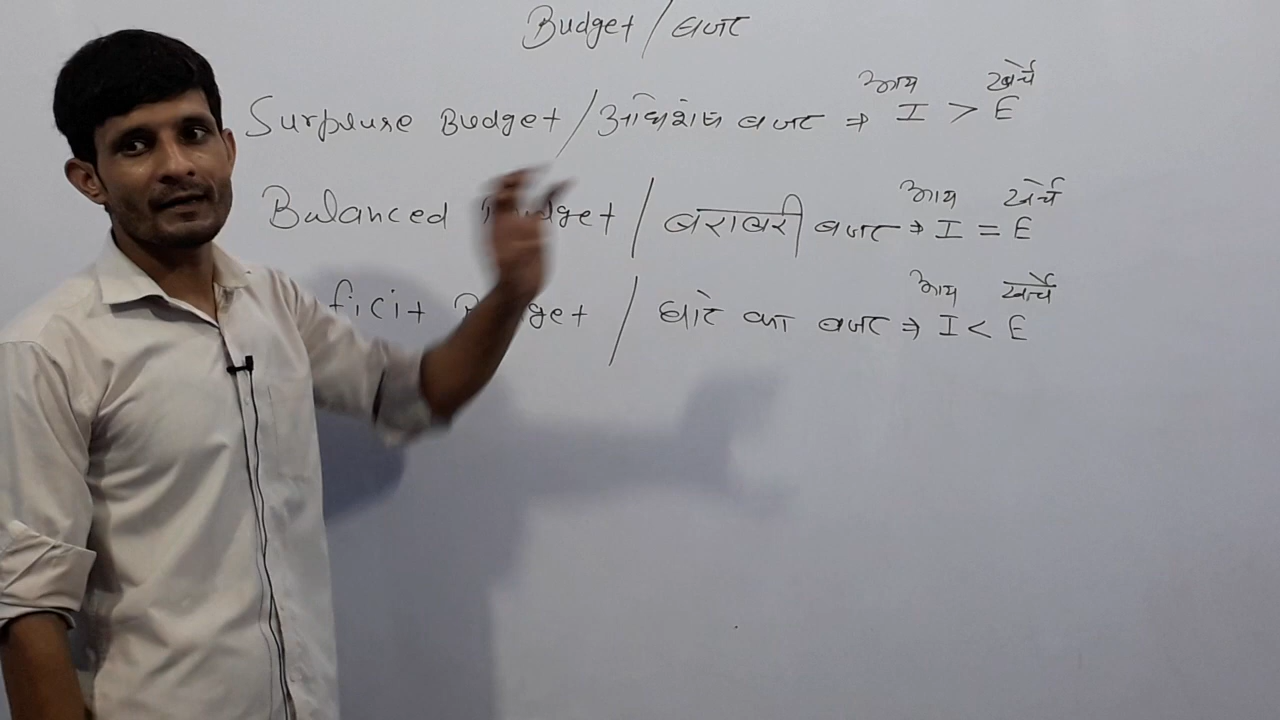 Budget / बजट
Surpluse Budget / आधिशेष बजट ⇒ आय I > खर्च E
Balanced Budget / बराबरी बजट ⇒ आय I = खर्च E
ficit Budget / घाटे का बजट ⇒ आय I < खर्च E